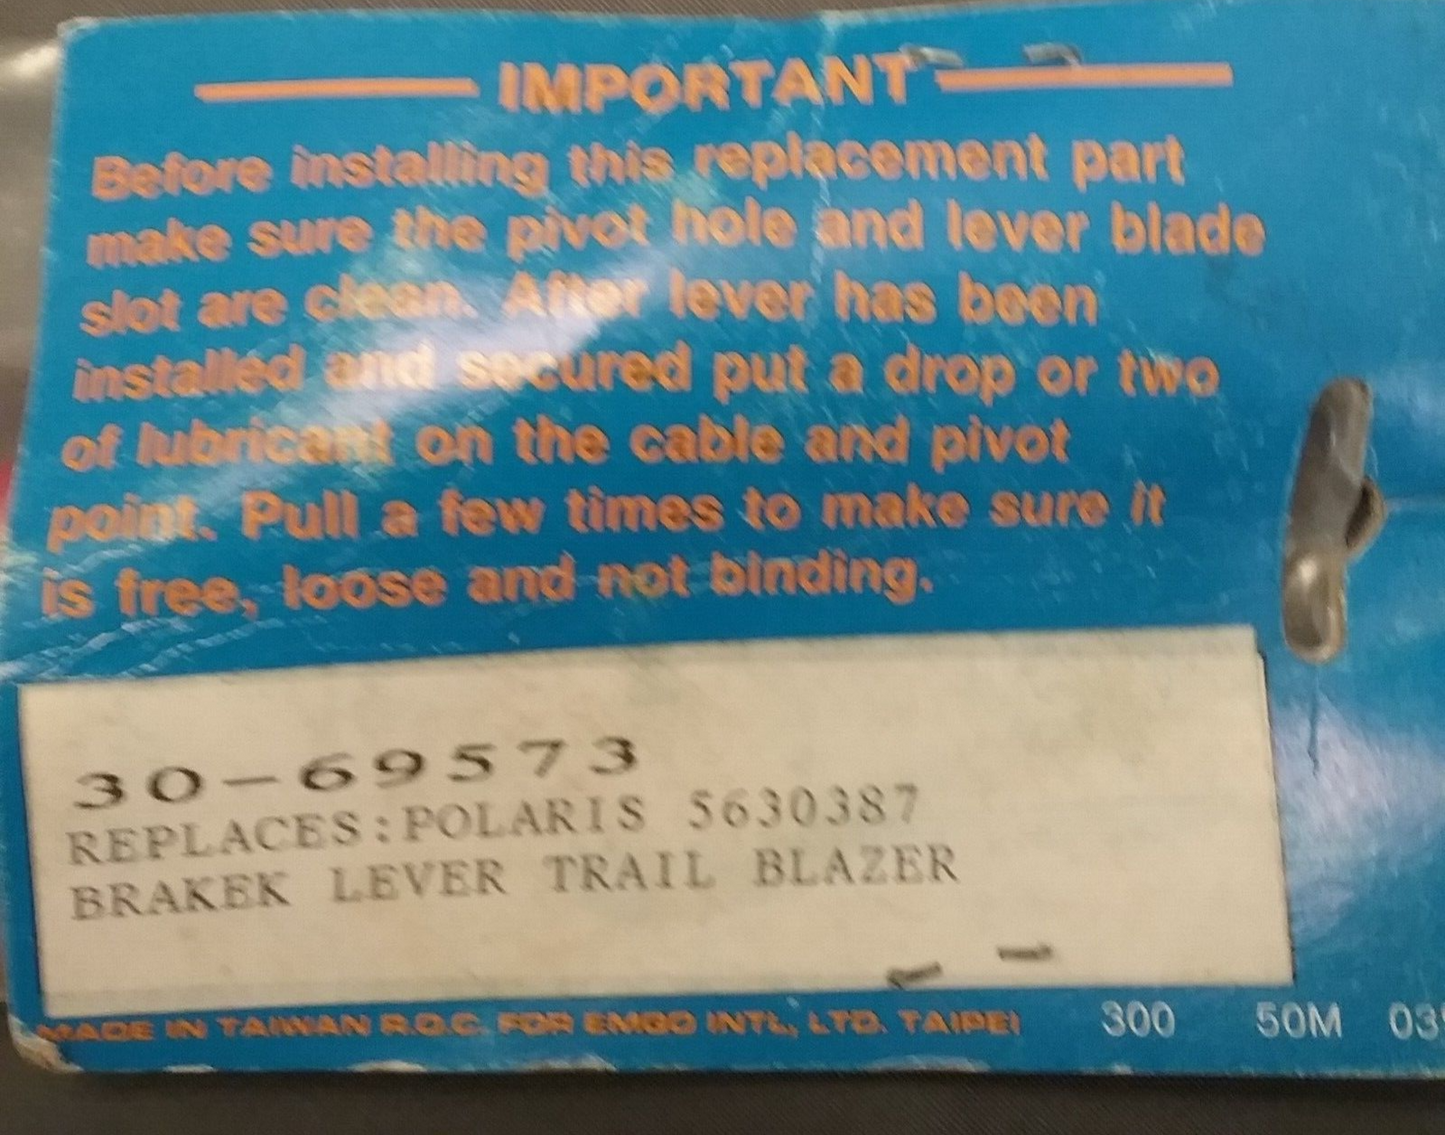 IMPORTANT
Before installing this replacement part
make sure the pivot hole and lever blade
slot are clean. After lever has been
installed and secured put a drop or two
of lubricant on the cable and pivot
point. Pull a few times to make sure it
is free, loose and not binding.
30-69573
REPLACES:POLARIS 5630387
BRAKEK LEVER TRAIL BLAZER
MADE IN TAIWAN R.O.C. FOR EMGO INTL, LTD. TAIPEI 300 50M